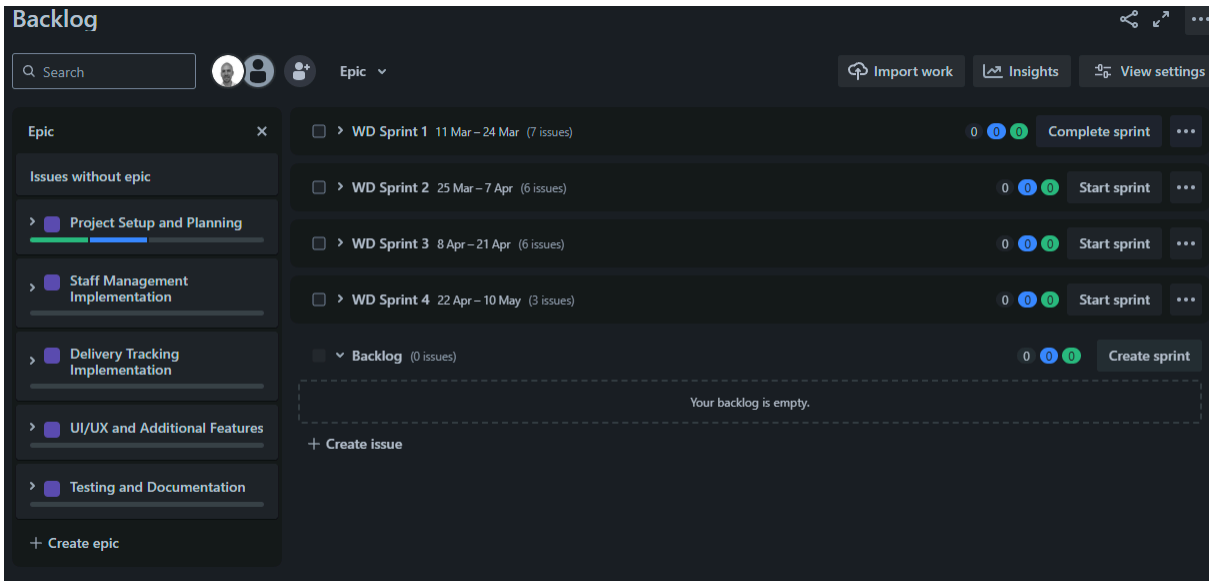 Backlog
Search
Epic
Import work
Insights
View settings
Epic
Issues without epic
Project Setup and Planning
Staff Management
Implementation
Delivery Tracking
Implementation
UI/UX and Additional Features
Testing and Documentation
+ Create epic
WD Sprint 1 11 Mar – 24 Mar (7 issues) 0 0 0 Complete sprint
WD Sprint 2 25 Mar – 7 Apr (6 issues) 0 0 0 Start sprint
WD Sprint 3 8 Apr – 21 Apr (6 issues) 0 0 0 Start sprint
WD Sprint 4 22 Apr – 10 May (3 issues) 0 0 0 Start sprint
Backlog (0 issues) 0 0 0 Create sprint
Your backlog is empty.
+ Create issue